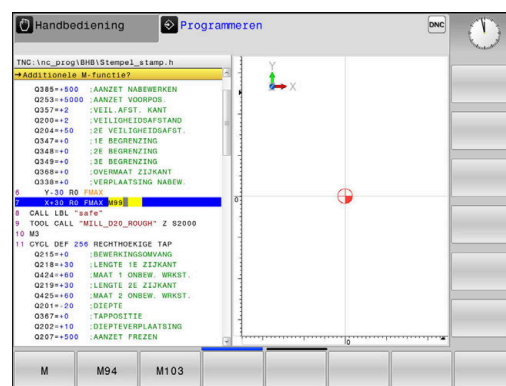 Handbediening
Programmeren
DNC
TNC:\nc_prog\BHB\Stempel_stamp.h
→Additionele M-functie?
Q385=+500 ;AANZET NABEWERKEN
Q253=+5000 ;AANZET VOORPOS.
Q357=+2 ;VEIL.AFST. KANT
Q200=+2 ;VEILIGHEIDSAFSTAND
Q204=+50 ;2E VEILIGHEIDSAFST.
Q347=+0 ;1E BEGRENZING
Q348=+0 ;2E BEGRENZING
Q349=+0 ;3E BEGRENZING
Q368=+0 ;OVERMAAT ZIJKANT
Q338=+0 ;VERPLAATSING NABEW.
6 Y-30 R0 FMAX
7 X+30 R0 FMAX M99
8 CALL LBL "safe"
9 TOOL CALL "MILL_D20_ROUGH" Z S2000
10 M3
11 CYCL DEF 256 RECHTHOEKIGE TAP
Q215=+0 ;BEWERKINGSOMVANG
Q218=+30 ;LENGTE 1E ZIJKANT
Q424=+60 ;MAAT 1 ONBEW. WRKST.
Q219=+30 ;LENGTE 2E ZIJKANT
Q425=+60 ;MAAT 2 ONBEW. WRKST.
Q201=-20 ;DIEPTE
Q367=+0 ;TAPPOSITIE
Q202=+10 ;DIEPTEVERPLAATSING
Q207=+500 ;AANZET FREZEN
Y
X
0
0
M
M94
M103